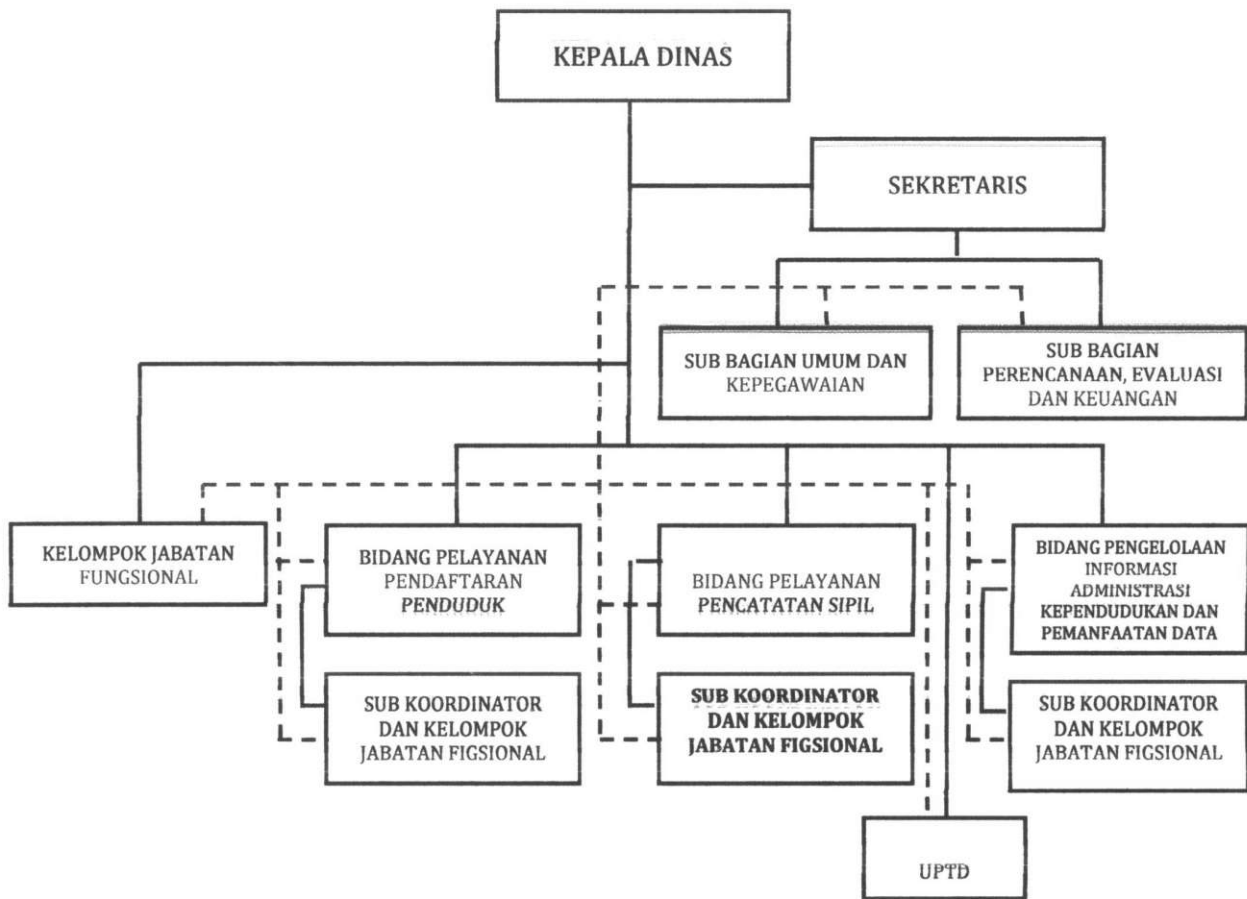 KEPALA DINAS
SEKRETARIS
SUB BAGIAN UMUM DAN
KEPEGAWAIAN
SUB BAGIAN
PERENCANAAN, EVALUASI
DAN KEUANGAN
KELOMPOK JABATAN
FUNGSIONAL
BIDANG PELAYANAN
PENDAFTARAN
PENDUDUK
BIDANG PELAYANAN
PENCATATAN SIPIL
BIDANG PENGELOLAAN
INFORMASI
ADMINISTRASI
KEPENDUDUKAN DAN
PEMANFAATAN DATA
SUB KOORDINATOR
DAN KELOMPOK
JABATAN FIGSIONAL
SUB KOORDINATOR
DAN KELOMPOK
JABATAN FIGSIONAL
SUB KOORDINATOR
DAN KELOMPOK
JABATAN FIGSIONAL
UPTD